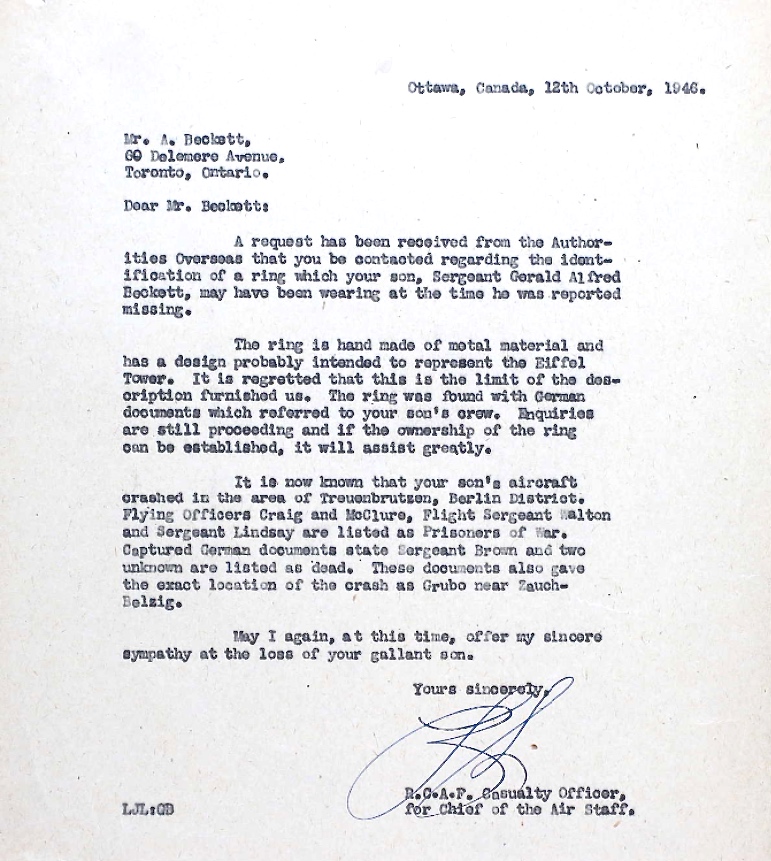 Ottawa, Canada, 12th October, 1946.
Mr. A. Beckett,
60 Delemere Avenue,
Toronto, Ontario.
Dear Mr. Beckett:
A request has been received from the Author-
ities Overseas that you be contacted regarding the ident-
ification of a ring which your son, Sergeant Gerald Alfred
Beckett, may have been wearing at the time he was reported
missing.
The ring is hand made of metal material and
has a design probably intended to represent the Eiffel
Tower. It is regretted that this is the limit of the des-
cription furnished us. The ring was found with German
documents which referred to your son's crew. Enquiries
are still proceeding and if the ownership of the ring
can be established, it will assist greatly.
It is now known that your son's aircraft
crashed in the area of Treuenbrutzen, Berlin District.
Flying Officers Craig and McClure, Flight Sergeant Walton
and Sergeant Lindsay are listed as Prisoners of War.
Captured German documents state Sergeant Brown and two
unknown are listed as dead. These documents also gave
the exact location of the crash as Grubo near Zauch-
Belzig.
May I again, at this time, offer my sincere
sympathy at the loss of your gallant son.
Yours sincerely,
R.C.A.F. Casualty Officer,
for Chief of the Air Staff.
LJL:GB